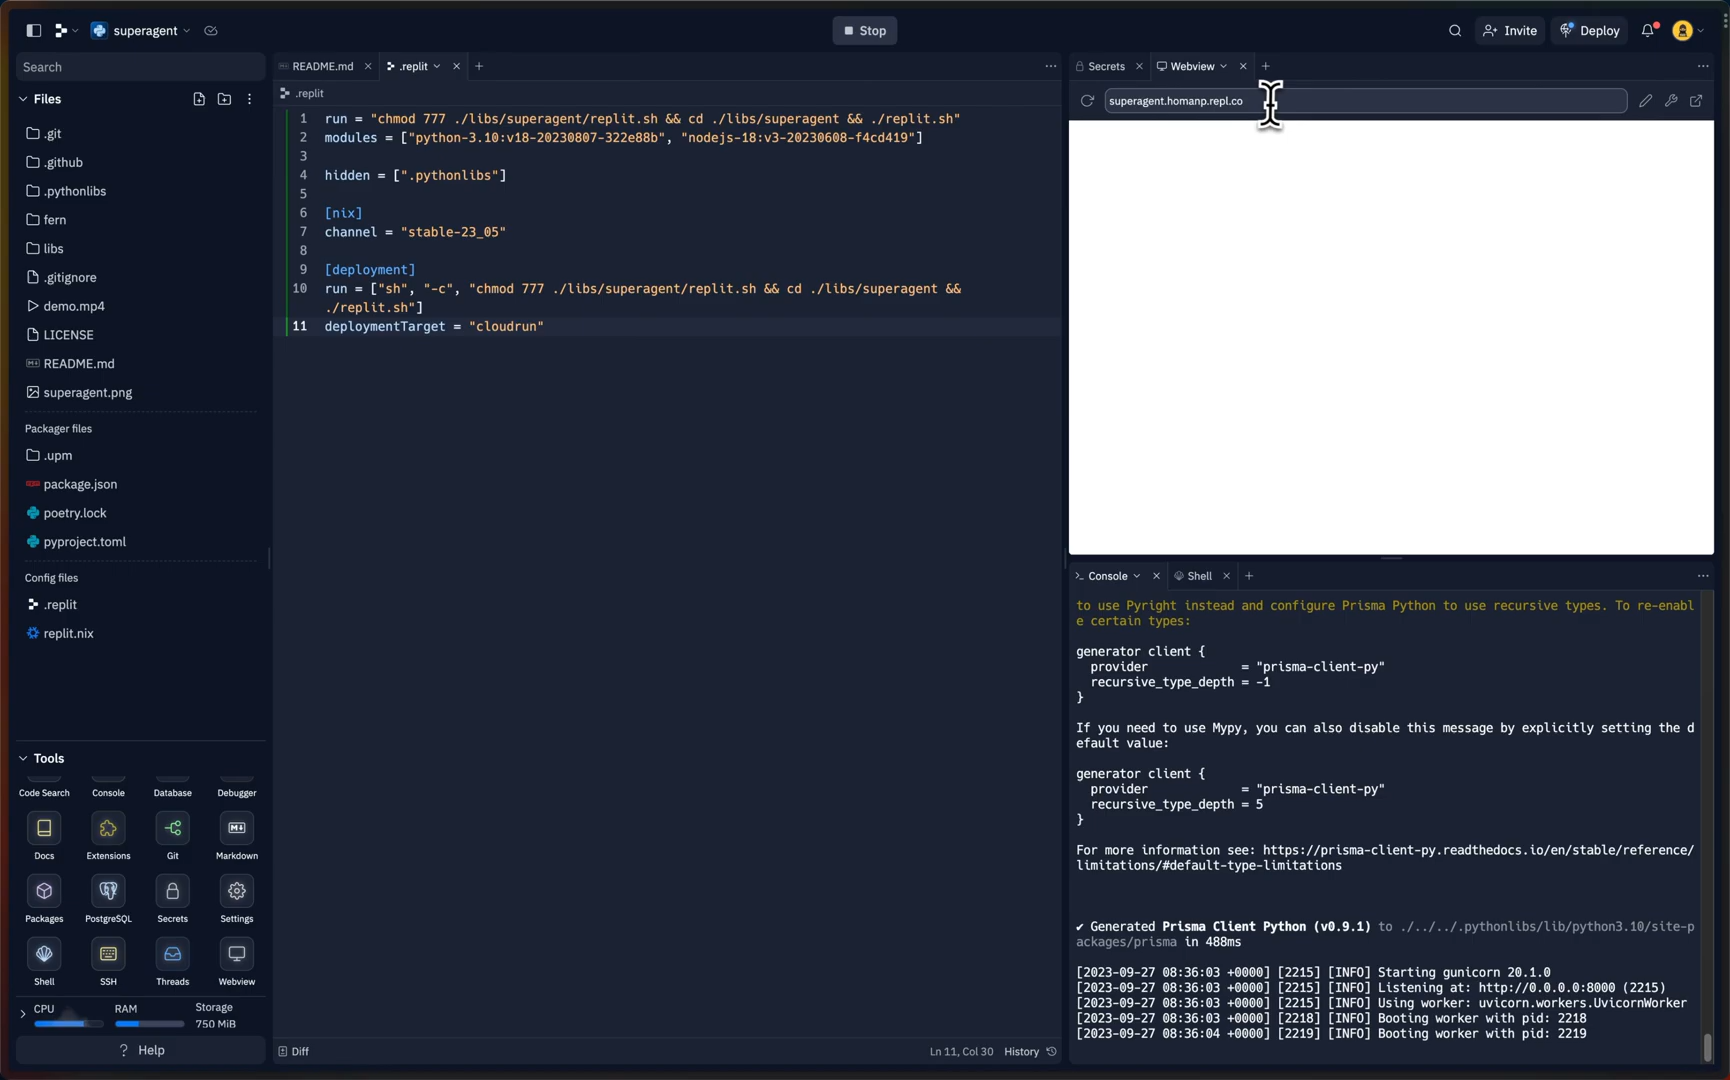 superagent
Stop
Invite
Deploy
Search
Files
.git
.github
.pythonlibs
fern
libs
.gitignore
demo.mp4
LICENSE
README.md
superagent.png
Packager files
.upm
package.json
poetry.lock
pyproject.toml
Config files
.replit
replit.nix
Tools
Code Search Console Database Debugger
Docs Extensions Git Markdown
Packages PostgreSQL Secrets Settings
Shell SSH Threads Webview
CPU RAM Storage
750 MiB
? Help
README.md .replit
.replit
1 run = "chmod 777 ./libs/superagent/replit.sh && cd ./libs/superagent && ./replit.sh"
2 modules = ["python-3.10:v18-20230807-322e88b", "nodejs-18:v3-20230608-f4cd419"]
3
4 hidden = [".pythonlibs"]
5
6 [nix]
7 channel = "stable-23_05"
8
9 [deployment]
10 run = ["sh", "-c", "chmod 777 ./libs/superagent/replit.sh && cd ./libs/superagent &&
./replit.sh"]
11 deploymentTarget = "cloudrun"
Diff
Ln 11, Col 30 History
Secrets Webview
superagent.homanp.repl.co
Console Shell
to use Pyright instead and configure Prisma Python to use recursive types. To re-enabl
e certain types:
generator client {
provider = "prisma-client-py"
recursive_type_depth = -1
}
If you need to use Mypy, you can also disable this message by explicitly setting the d
efault value:
generator client {
provider = "prisma-client-py"
recursive_type_depth = 5
}
For more information see: https://prisma-client-py.readthedocs.io/en/stable/reference/
limitations/#default-type-limitations
✔ Generated Prisma Client Python (v0.9.1) to ./../../.pythonlibs/lib/python3.10/site-p
ackages/prisma in 488ms
[2023-09-27 08:36:03 +0000] [2215] [INFO] Starting gunicorn 20.1.0
[2023-09-27 08:36:03 +0000] [2215] [INFO] Listening at: http://0.0.0.0:8000 (2215)
[2023-09-27 08:36:03 +0000] [2215] [INFO] Using worker: uvicorn.workers.UvicornWorker
[2023-09-27 08:36:03 +0000] [2218] [INFO] Booting worker with pid: 2218
[2023-09-27 08:36:04 +0000] [2219] [INFO] Booting worker with pid: 2219